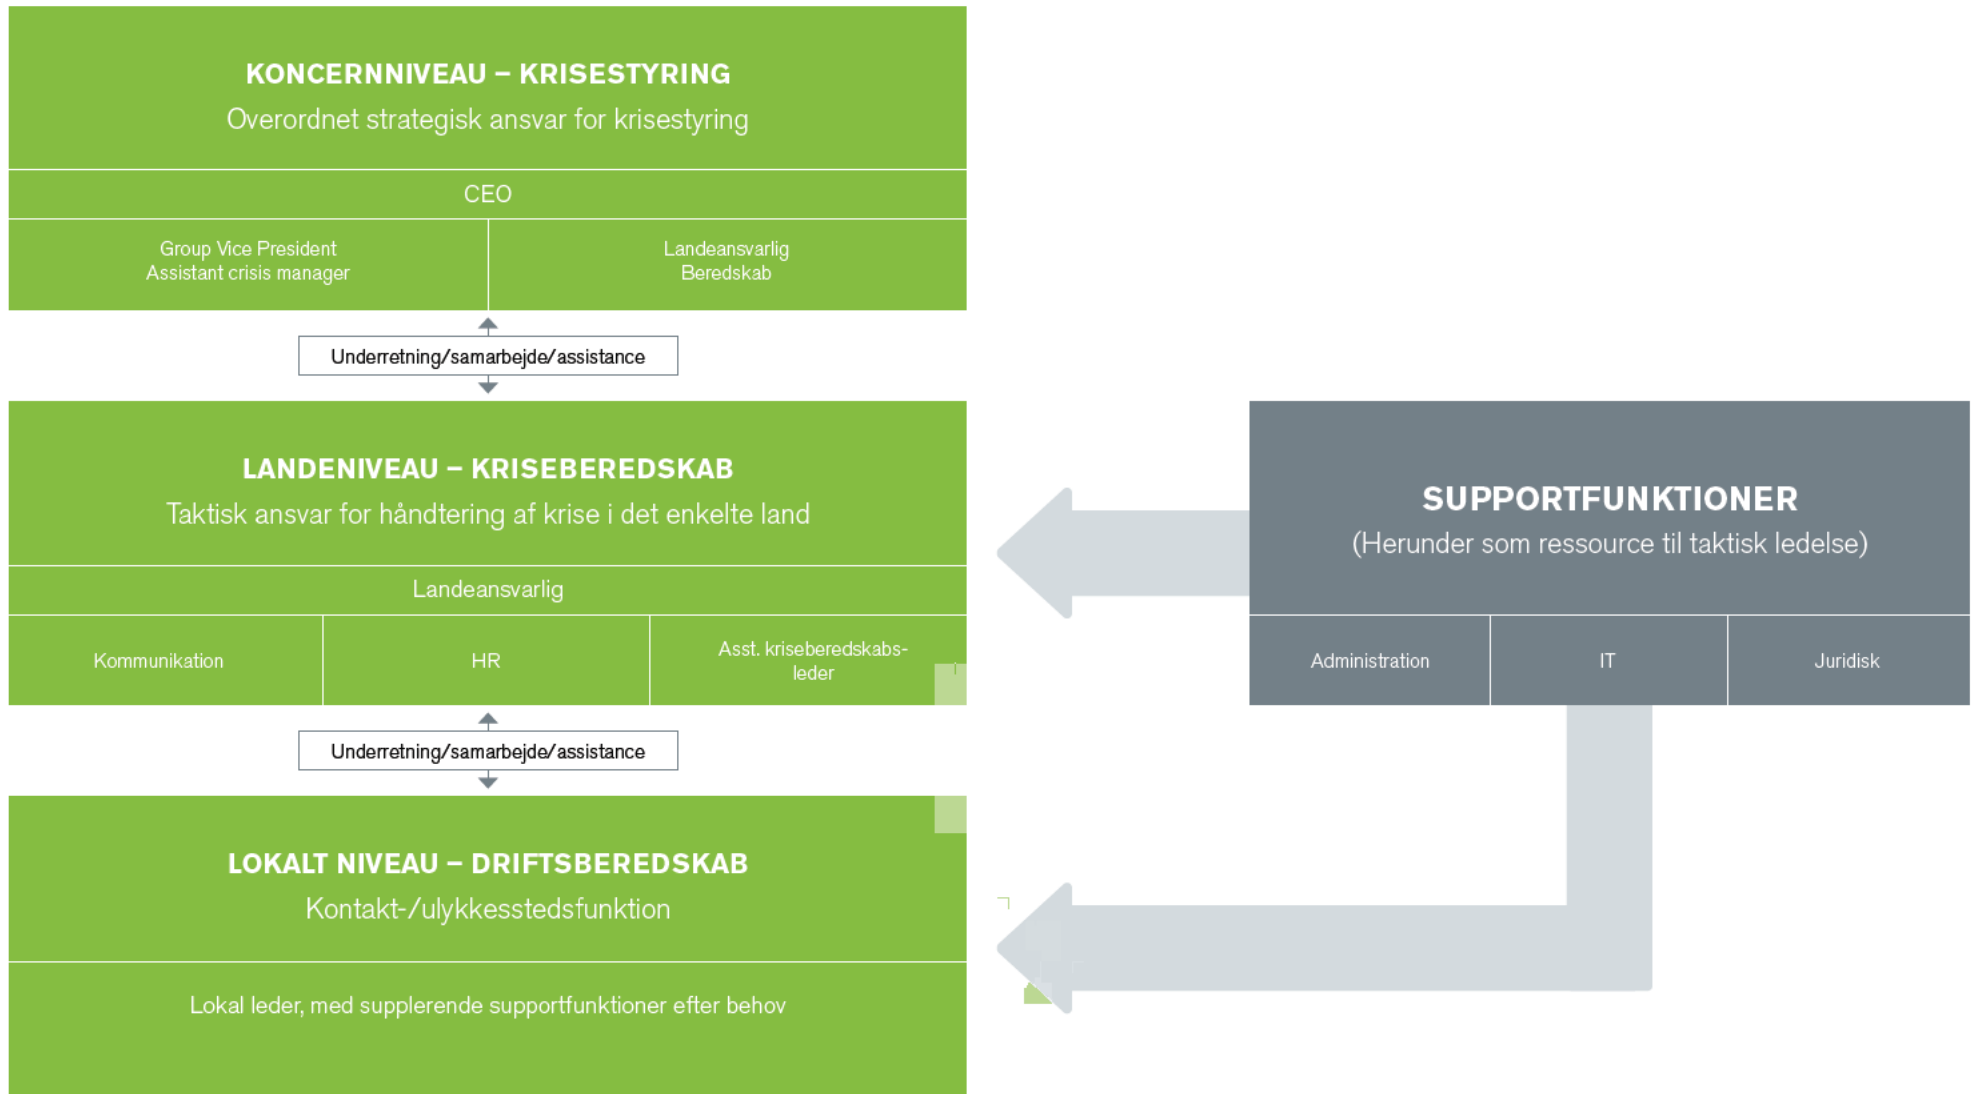 KONCERNNIVEAU – KRISESTYRING
Overordnet strategisk ansvar for krisestyring
CEO
Group Vice President
Assistant crisis manager
Landeansvarlig
Beredskab
Underretning/samarbejde/assistance
LANDENIVEAU – KRISEBEREDSKAB
Taktisk ansvar for håndtering af krise i det enkelte land
Landeansvarlig
Kommunikation
HR
Asst. kriseberedskabs-
leder
SUPPORTFUNKTIONER
(Herunder som ressource til taktisk ledelse)
Administration
IT
Juridisk
Underretning/samarbejde/assistance
LOKALT NIVEAU – DRIFTSBEREDSKAB
Kontakt-/ulykkesstedsfunktion
Lokal leder, med supplerende supportfunktioner efter behov